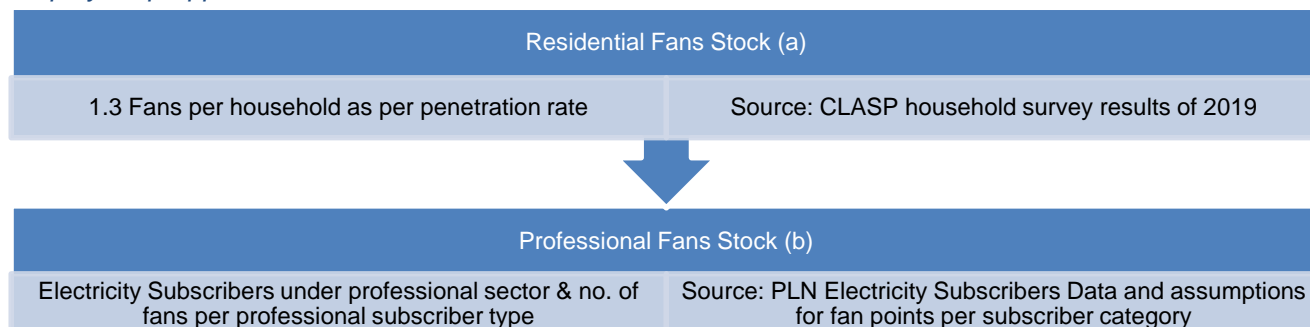 Residential Fans Stock (a)
1.3 Fans per household as per penetration rate
Source: CLASP household survey results of 2019
Professional Fans Stock (b)
Electricity Subscribers under professional sector & no. of
fans per professional subscriber type
Source: PLN Electricity Subscribers Data and assumptions
for fan points per subscriber category